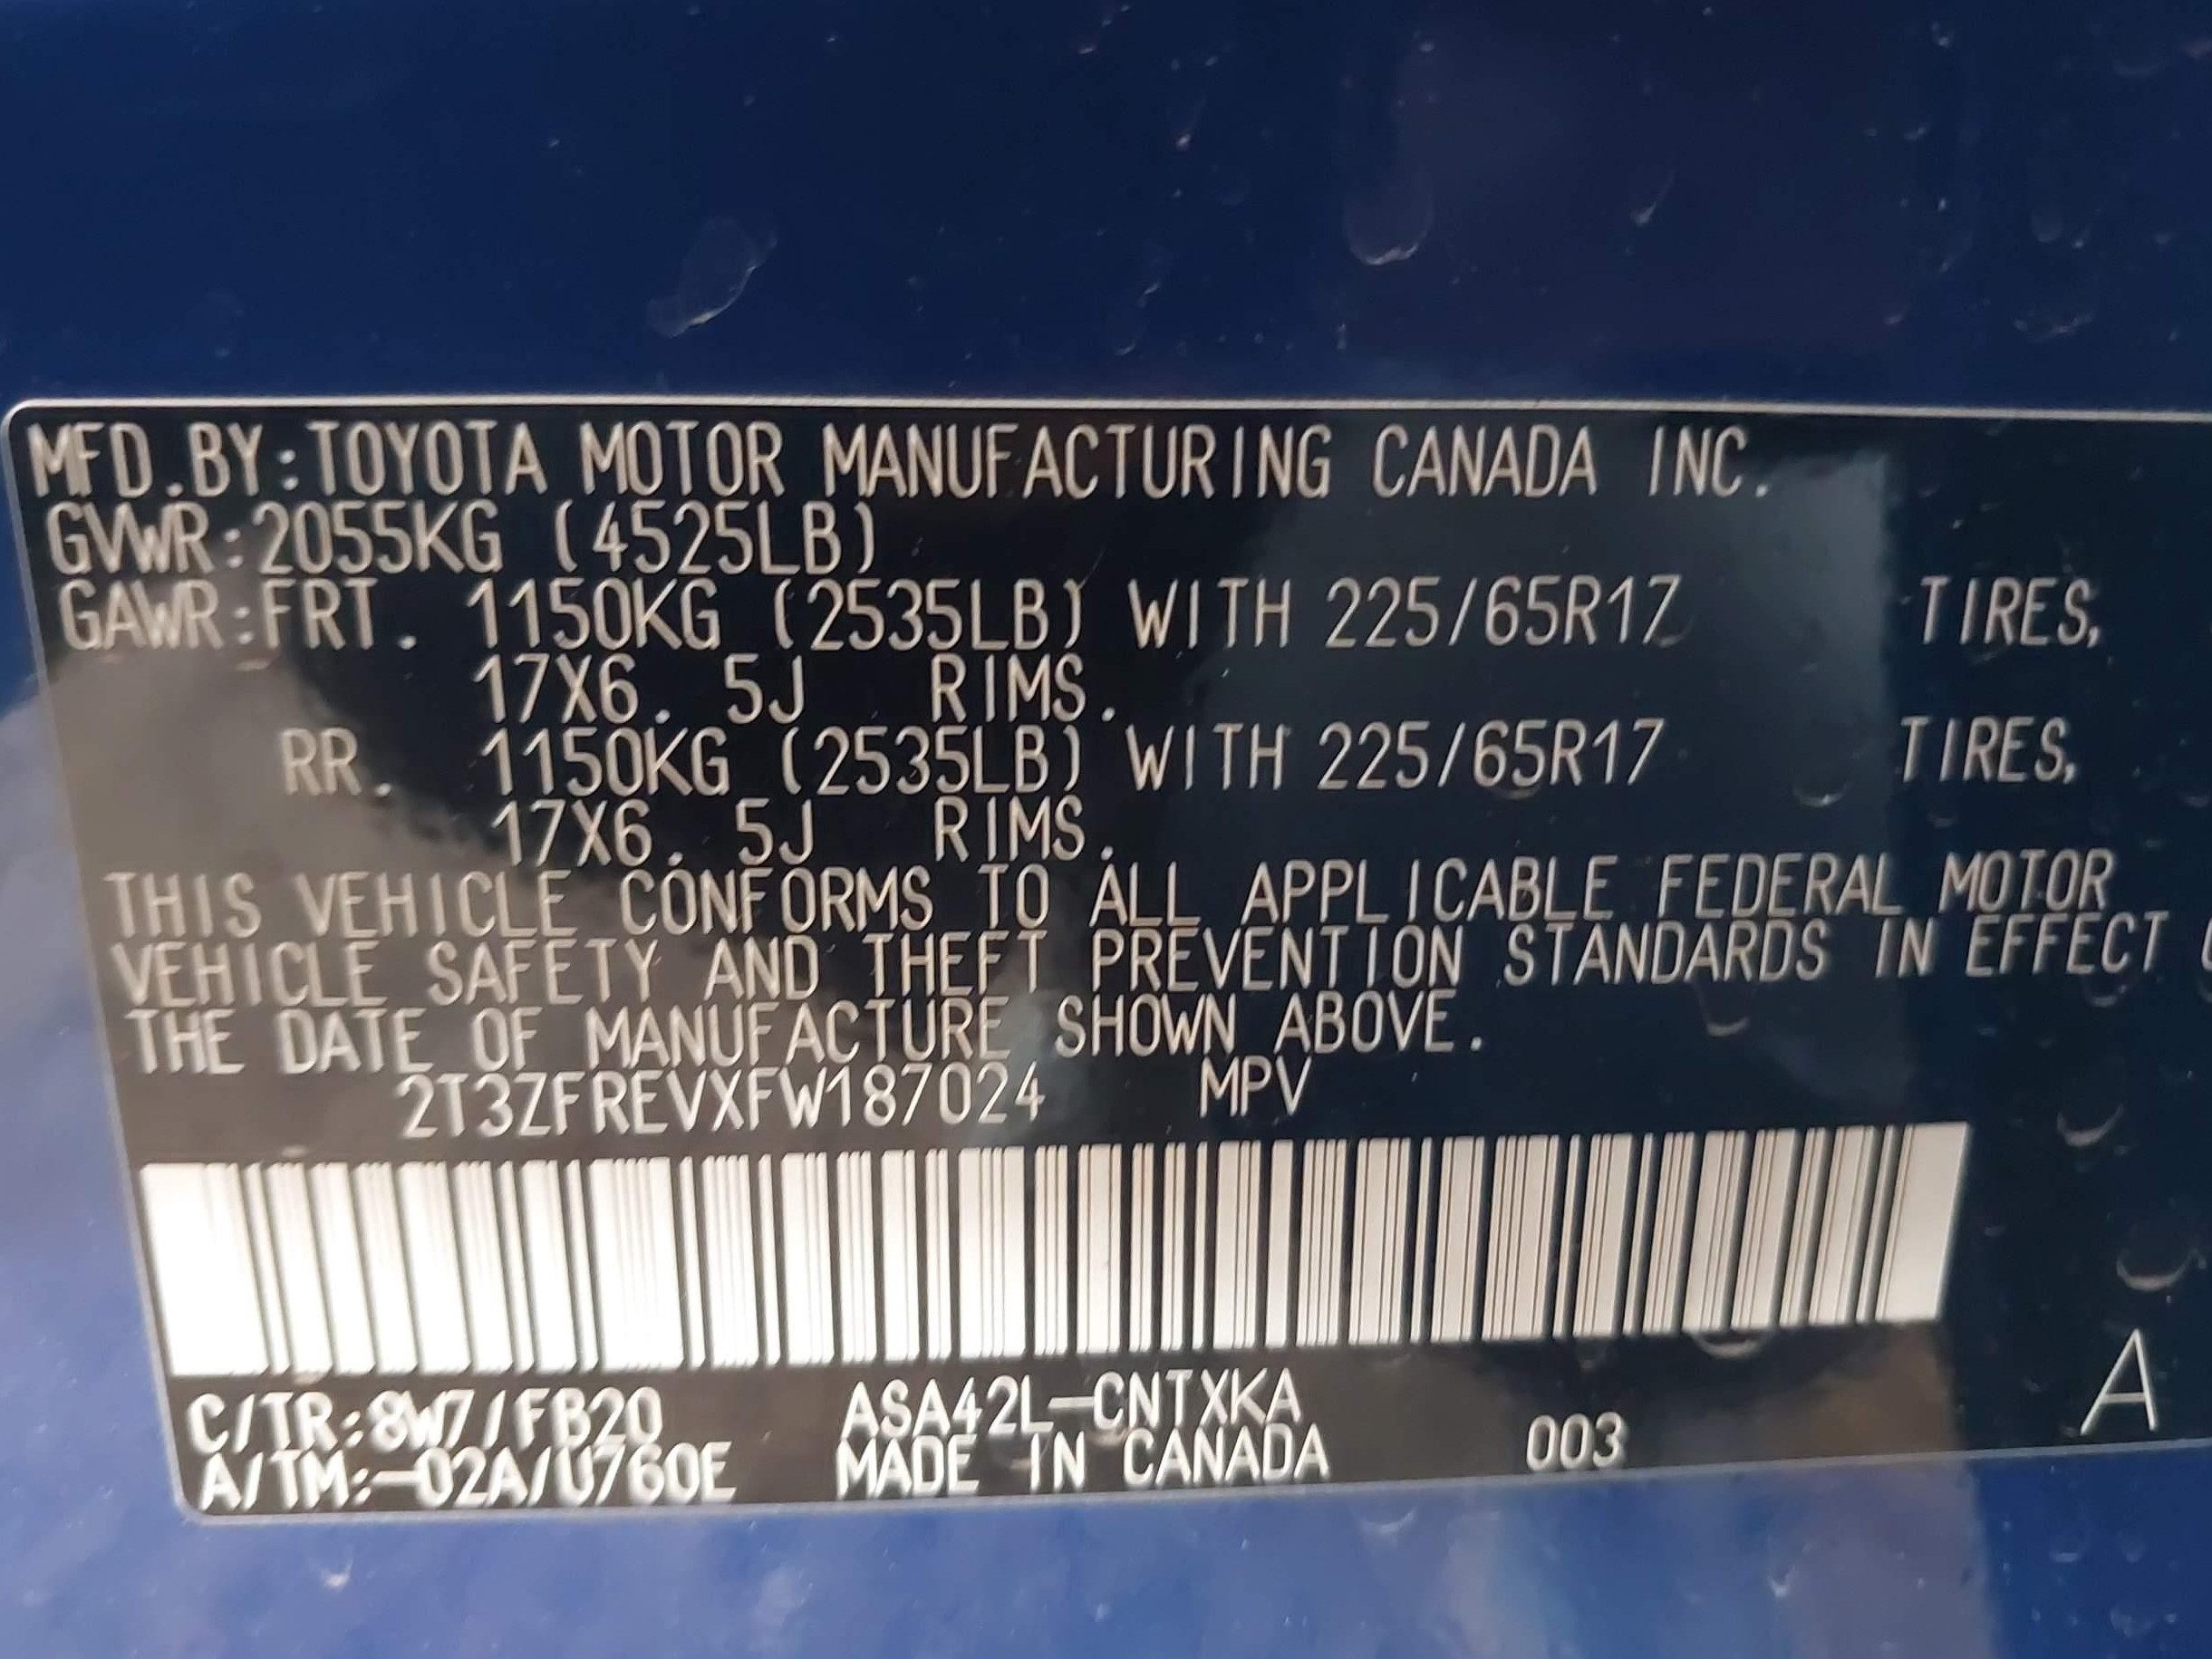 MFD.BY:TOYOTA MOTOR MANUFACTURING CANADA INC.
GVWR:2055KG (4525LB)
GAWR:FRT. 1150KG (2535LB) WITH 225/65R17 TIRES,
17X6.5J RIMS.
RR. 1150KG (2535LB) WITH 225/65R17 TIRES,
17X6.5J RIMS.
THIS VEHICLE CONFORMS TO ALL APPLICABLE FEDERAL MOTOR
VEHICLE SAFETY AND THEFT PREVENTION STANDARDS IN EFFECT
THE DATE OF MANUFACTURE SHOWN ABOVE.
2T3ZFREVXFW187024 MPV
C/TR:8W7/FB20 ASA42L-CNTXKA
A/TM:-02A/U760E MADE IN CANADA 003 A